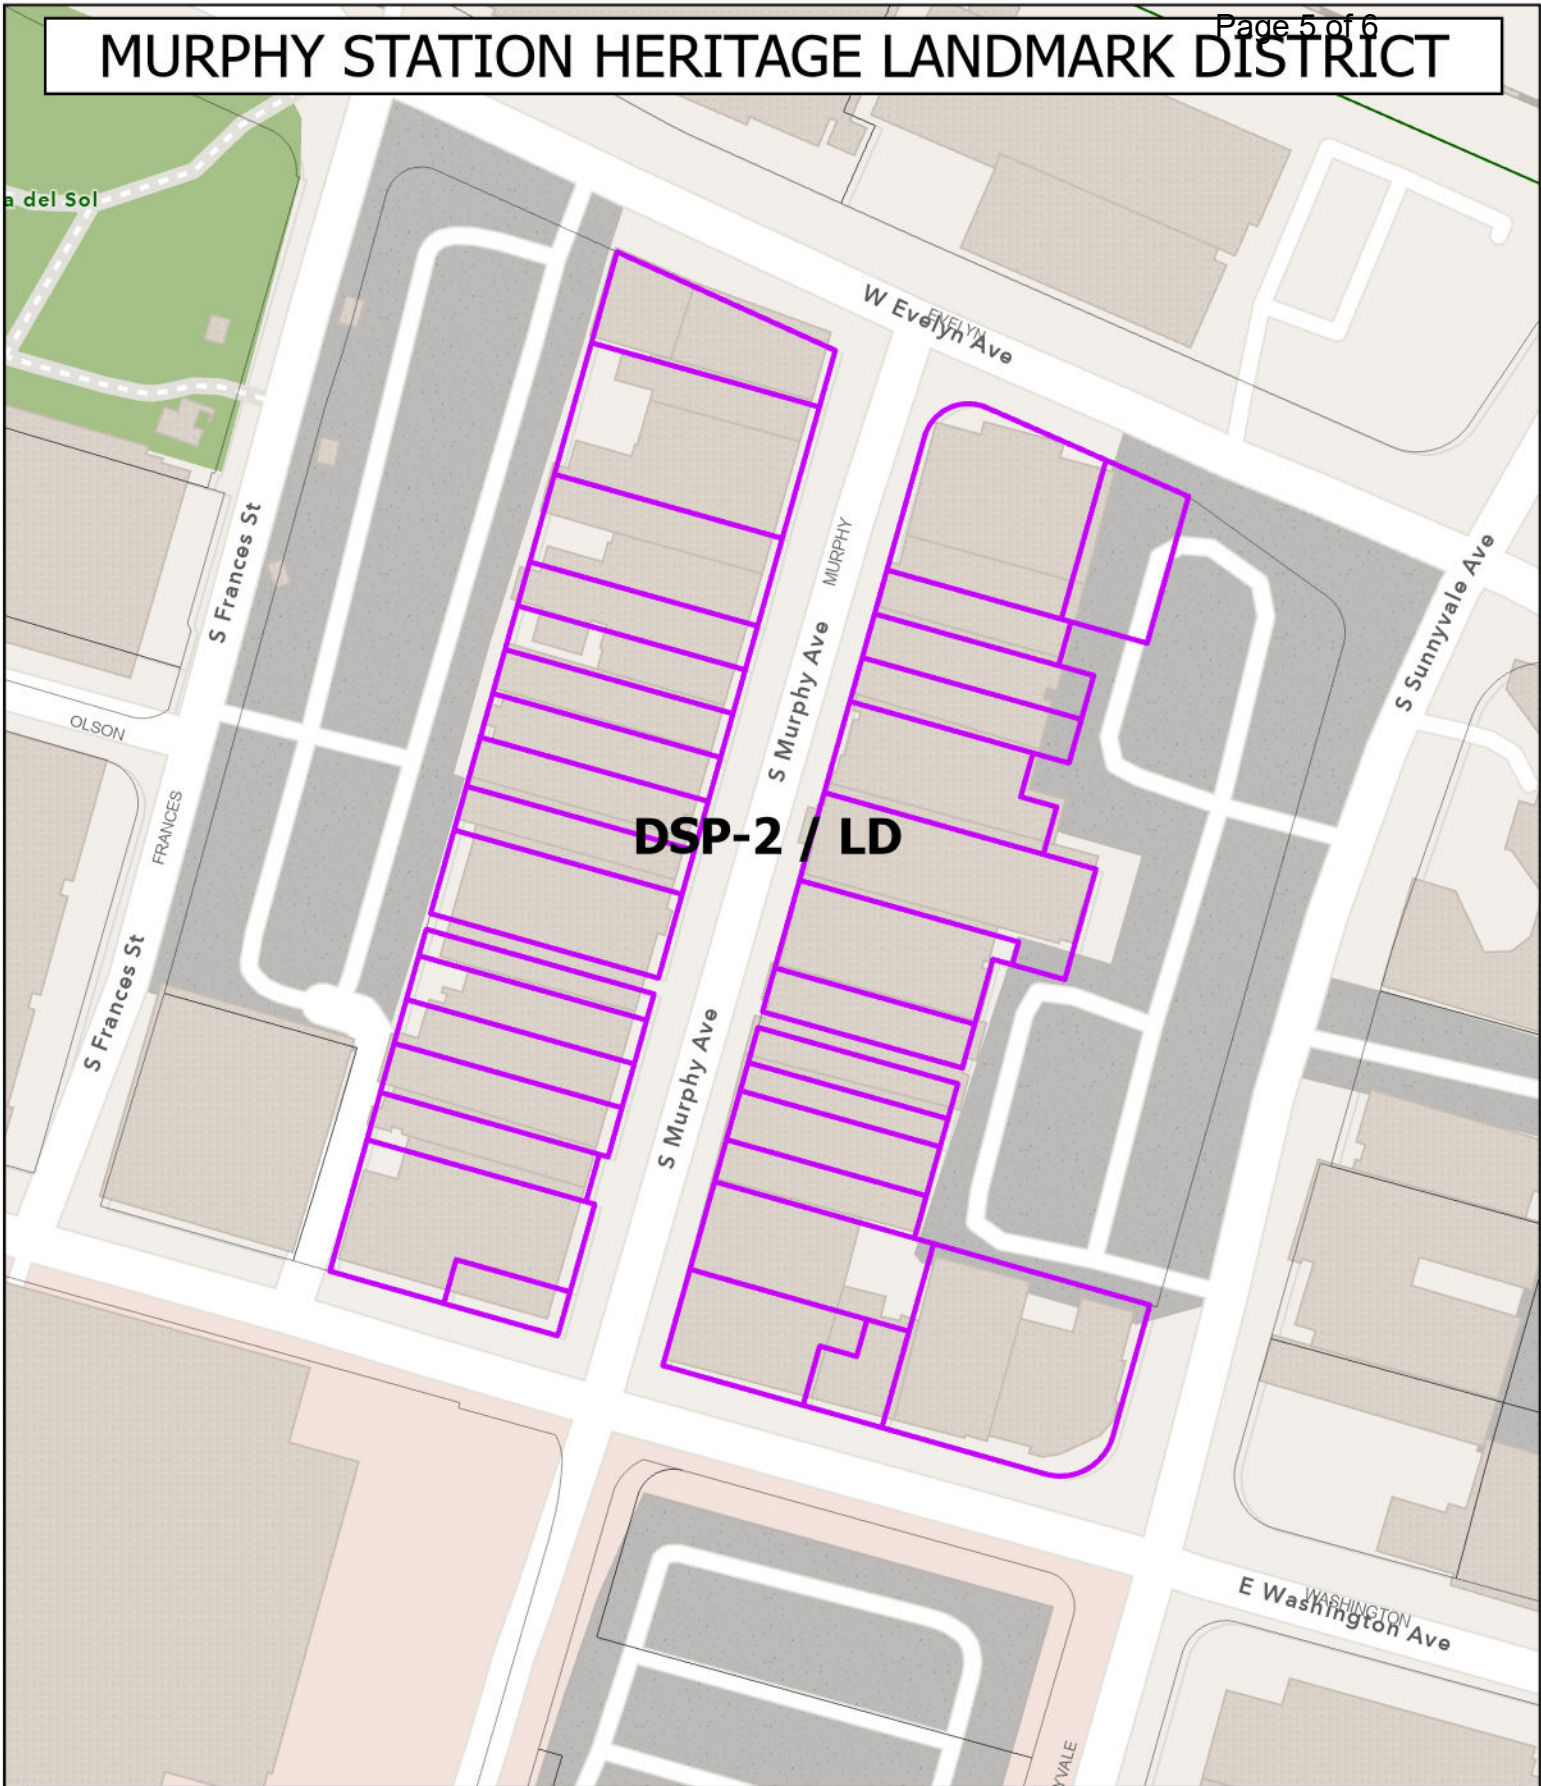 Page 5 of 6
MURPHY STATION HERITAGE LANDMARK DISTRICT
a del Sol
W Evelyn Ave
EVELYN
S Frances St
MURPHY
S Murphy Ave
S Sunnyvale Ave
OLSON
FRANCES
DSP-2 / LD
S Frances St
S Murphy Ave
E Washington Ave
WASHINGTON
YVALE